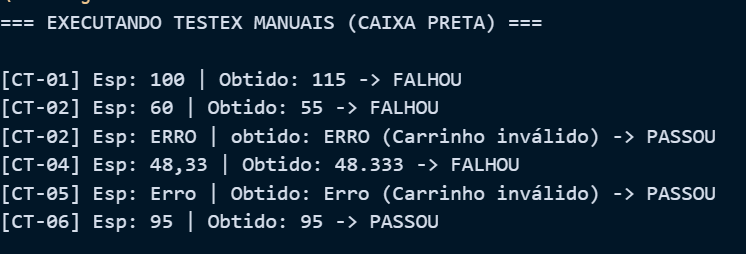 === EXECUTANDO TESTEX MANUAIS (CAIXA PRETA) ===
[CT-01] Esp: 100 | Obtido: 115 -> FALHOU
[CT-02] Esp: 60 | Obtido: 55 -> FALHOU
[CT-02] Esp: ERRO | obtido: ERRO (Carrinho inválido) -> PASSOU
[CT-04] Esp: 48,33 | Obtido: 48.333 -> FALHOU
[CT-05] Esp: Erro | Obtido: Erro (Carrinho inválido) -> PASSOU
[CT-06] Esp: 95 | Obtido: 95 -> PASSOU